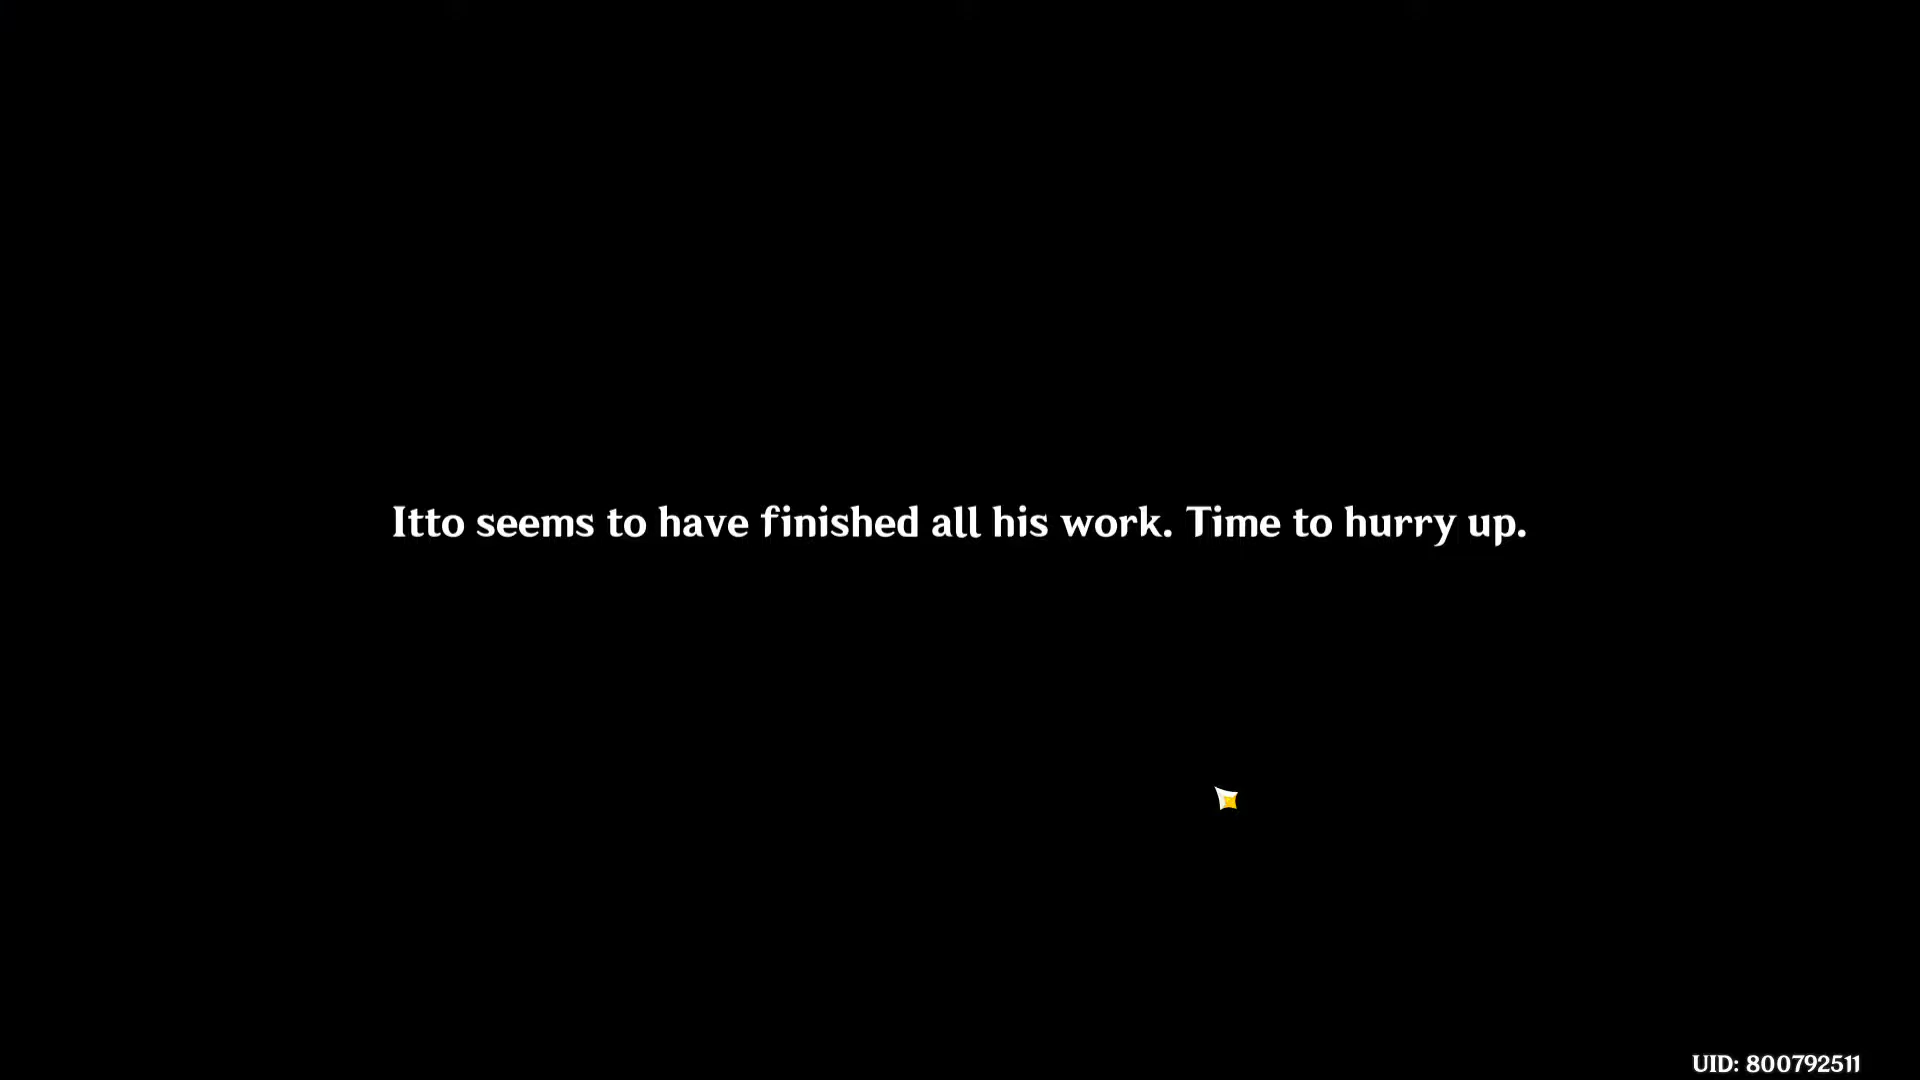 Itto seems to have finished all his work. Time to hurry up.
UID: 800792511